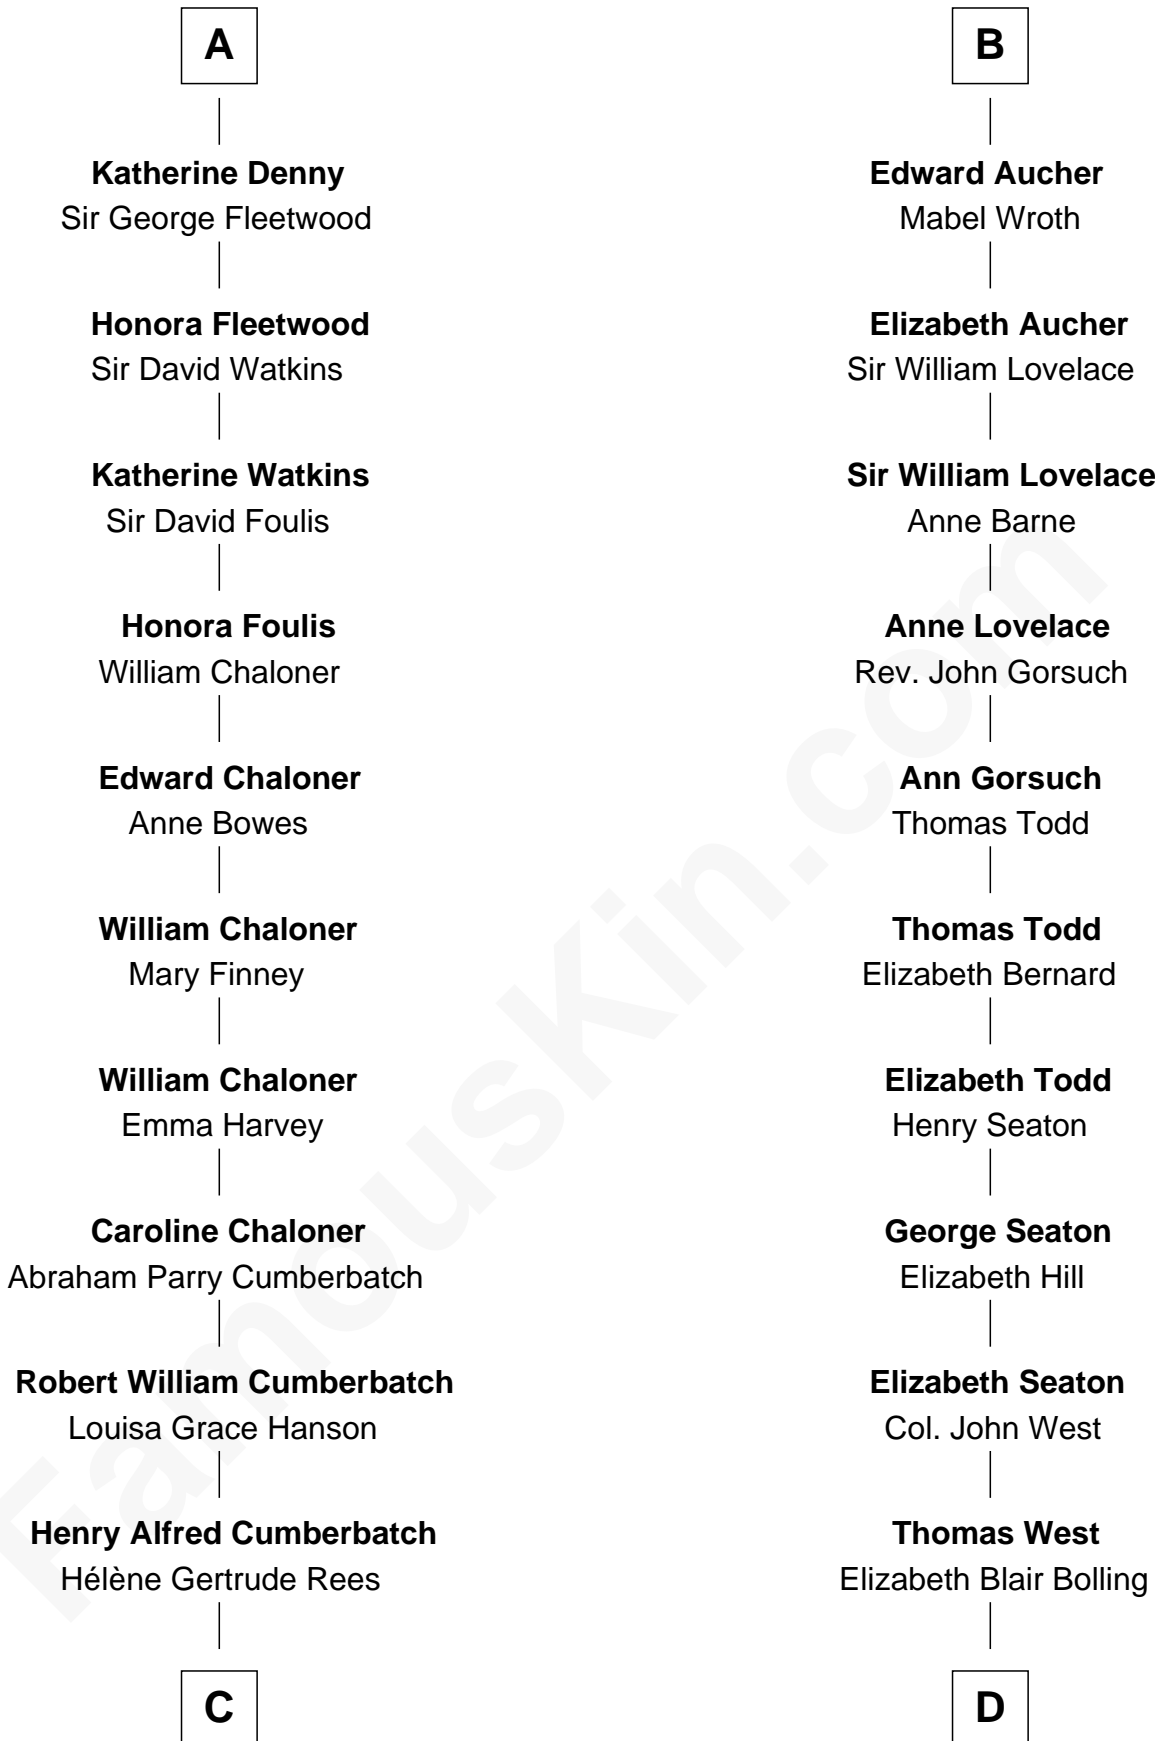 A
Katherine Denny
Sir George Fleetwood
Honora Fleetwood
Sir David Watkins
Katherine Watkins
Sir David Foulis
Honora Foulis
William Chaloner
Edward Chaloner
Anne Bowes
William Chaloner
Mary Finney
William Chaloner
Emma Harvey
Caroline Chaloner
Abraham Parry Cumberbatch
Robert William Cumberbatch
Louisa Grace Hanson
Henry Alfred Cumberbatch
Hélène Gertrude Rees
C
B
Edward Aucher
Mabel Wroth
Elizabeth Aucher
Sir William Lovelace
Sir William Lovelace
Anne Barne
Anne Lovelace
Rev. John Gorsuch
Ann Gorsuch
Thomas Todd
Thomas Todd
Elizabeth Bernard
Elizabeth Todd
Henry Seaton
George Seaton
Elizabeth Hill
Elizabeth Seaton
Col. John West
Thomas West
Elizabeth Blair Bolling
D
FamousKin.com